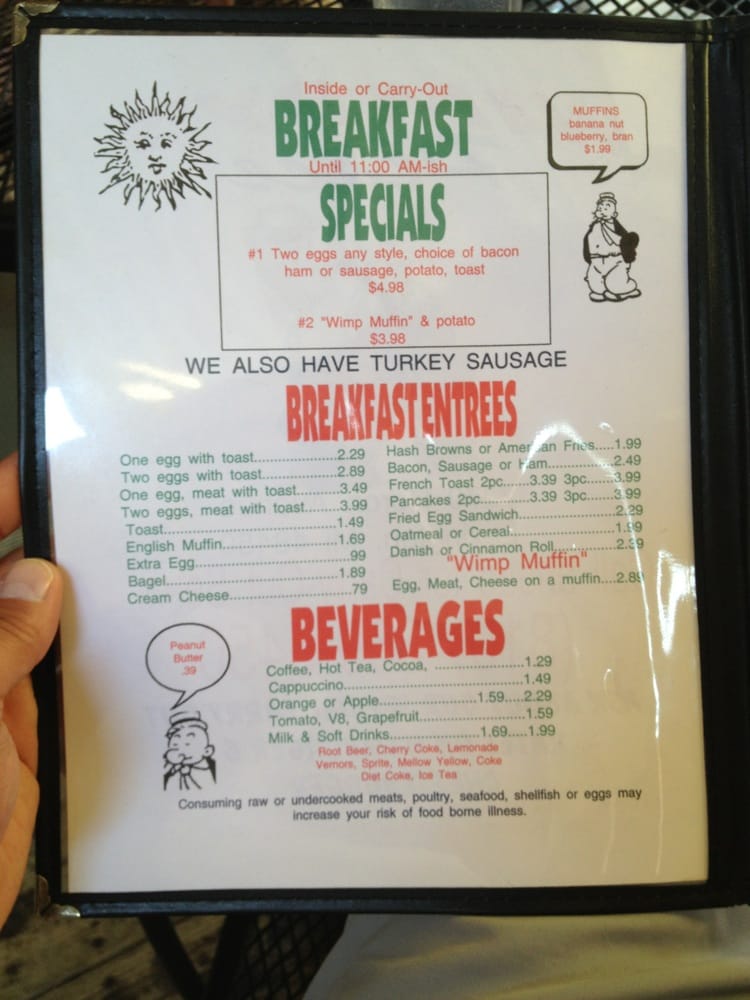 Inside or Carry-Out
BREAKFAST
Until 11:00 AM-ish
MUFFINS
banana nut
blueberry, bran
$1.99
SPECIALS
#1 Two eggs any style, choice of bacon
ham or sausage, potato, toast
$4.98
#2 "Wimp Muffin" & potato
$3.98
WE ALSO HAVE TURKEY SAUSAGE
BREAKFAST ENTREES
One egg with toast.....................2.29
Two eggs with toast...................2.89
One egg, meat with toast..........3.49
Two eggs, meat with toast........3.99
Toast...........................................1.49
English Muffin.............................1.69
Extra Egg.......................................99
Bagel...........................................1.89
Cream Cheese...............................79
Hash Browns or American Fries....1.99
Bacon, Sausage or Ham.............2.49
French Toast 2pc......3.39 3pc.......3.99
Pancakes 2pc...........3.39 3pc.......3.99
Fried Egg Sandwich....................2.29
Oatmeal or Cereal.......................1.99
Danish or Cinnamon Roll............2.39
"Wimp Muffin"
Egg, Meat, Cheese on a muffin....2.89
BEVERAGES
Coffee, Hot Tea, Cocoa, .....................1.29
Cappuccino..........................................1.49
Orange or Apple.......................1.59.....2.29
Tomato, V8, Grapefruit........................1.59
Milk & Soft Drinks.....................1.69.....1.99
Root Beer, Cherry Coke, Lemonade
Vernors, Sprite, Mellow Yellow, Coke
Diet Coke, Ice Tea
Peanut
Butter
.39
Consuming raw or undercooked meats, poultry, seafood, shellfish or eggs may
increase your risk of food borne illness.